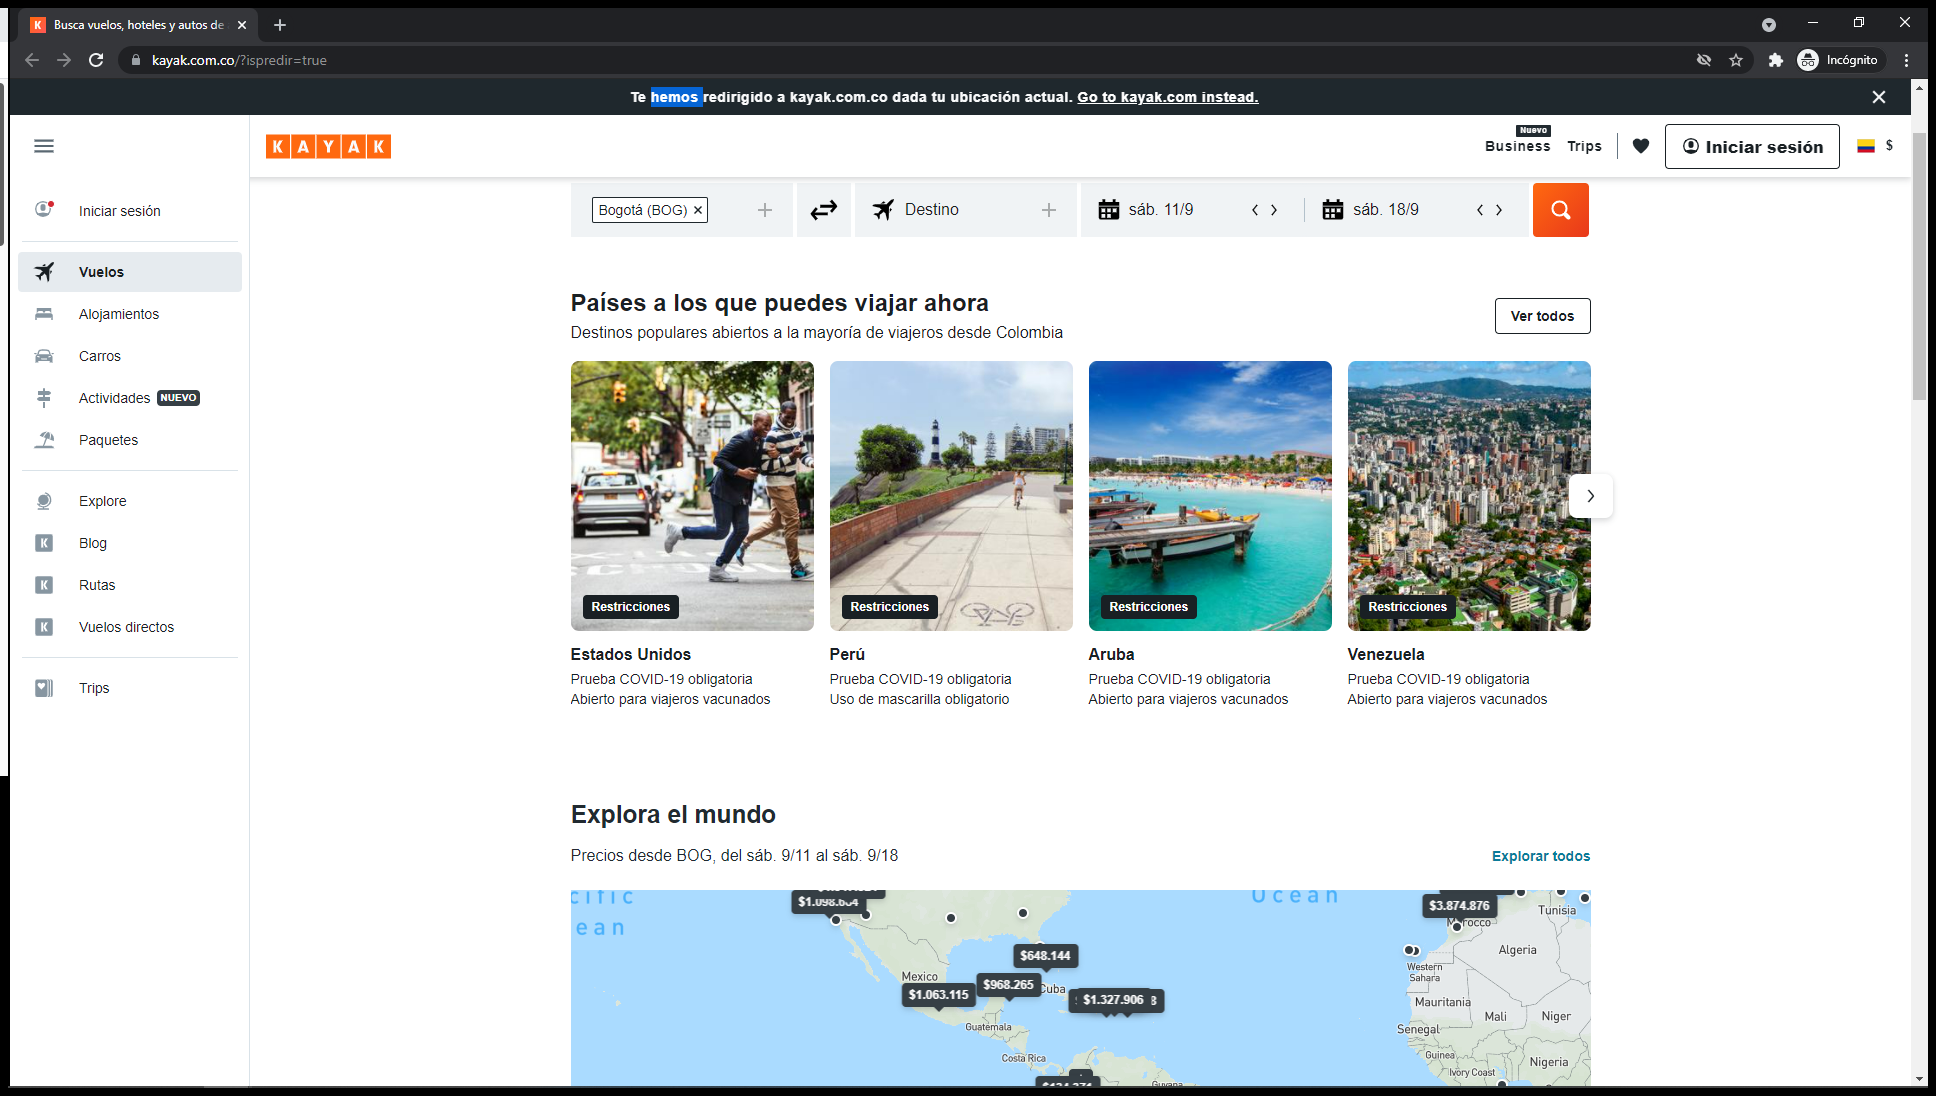 Busca vuelos, hoteles y autos de
kayak.com.co/?ispredir=true
Incógnito
Te hemos redirigido a kayak.com.co dada tu ubicación actual. Go to kayak.com instead.
KAYAK
Nuevo
Business
Trips
Iniciar sesión
$
Iniciar sesión
Vuelos
Alojamientos
Carros
Actividades NUEVO
Paquetes
Explore
Blog
Rutas
Vuelos directos
Trips
Bogotá (BOG)
Destino
sáb. 11/9
sáb. 18/9
Países a los que puedes viajar ahora
Destinos populares abiertos a la mayoría de viajeros desde Colombia
Ver todos
Restricciones
Estados Unidos
Prueba COVID-19 obligatoria
Abierto para viajeros vacunados
Restricciones
Perú
Prueba COVID-19 obligatoria
Uso de mascarilla obligatorio
Restricciones
Aruba
Prueba COVID-19 obligatoria
Abierto para viajeros vacunados
Restricciones
Venezuela
Prueba COVID-19 obligatoria
Abierto para viajeros vacunados
Explora el mundo
Precios desde BOG, del sáb. 9/11 al sáb. 9/18
Explorar todos
Ocean
$3.874.876
Tunisia
Algeria
$648.144
Western
Sahara
Mexico
$968.265
Cuba
$1.063.115
$1.327.906
Mauritania
Mali
Niger
Guatemala
Senegal
Costa Rica
Guinea
Nigeria
Ivory Coast